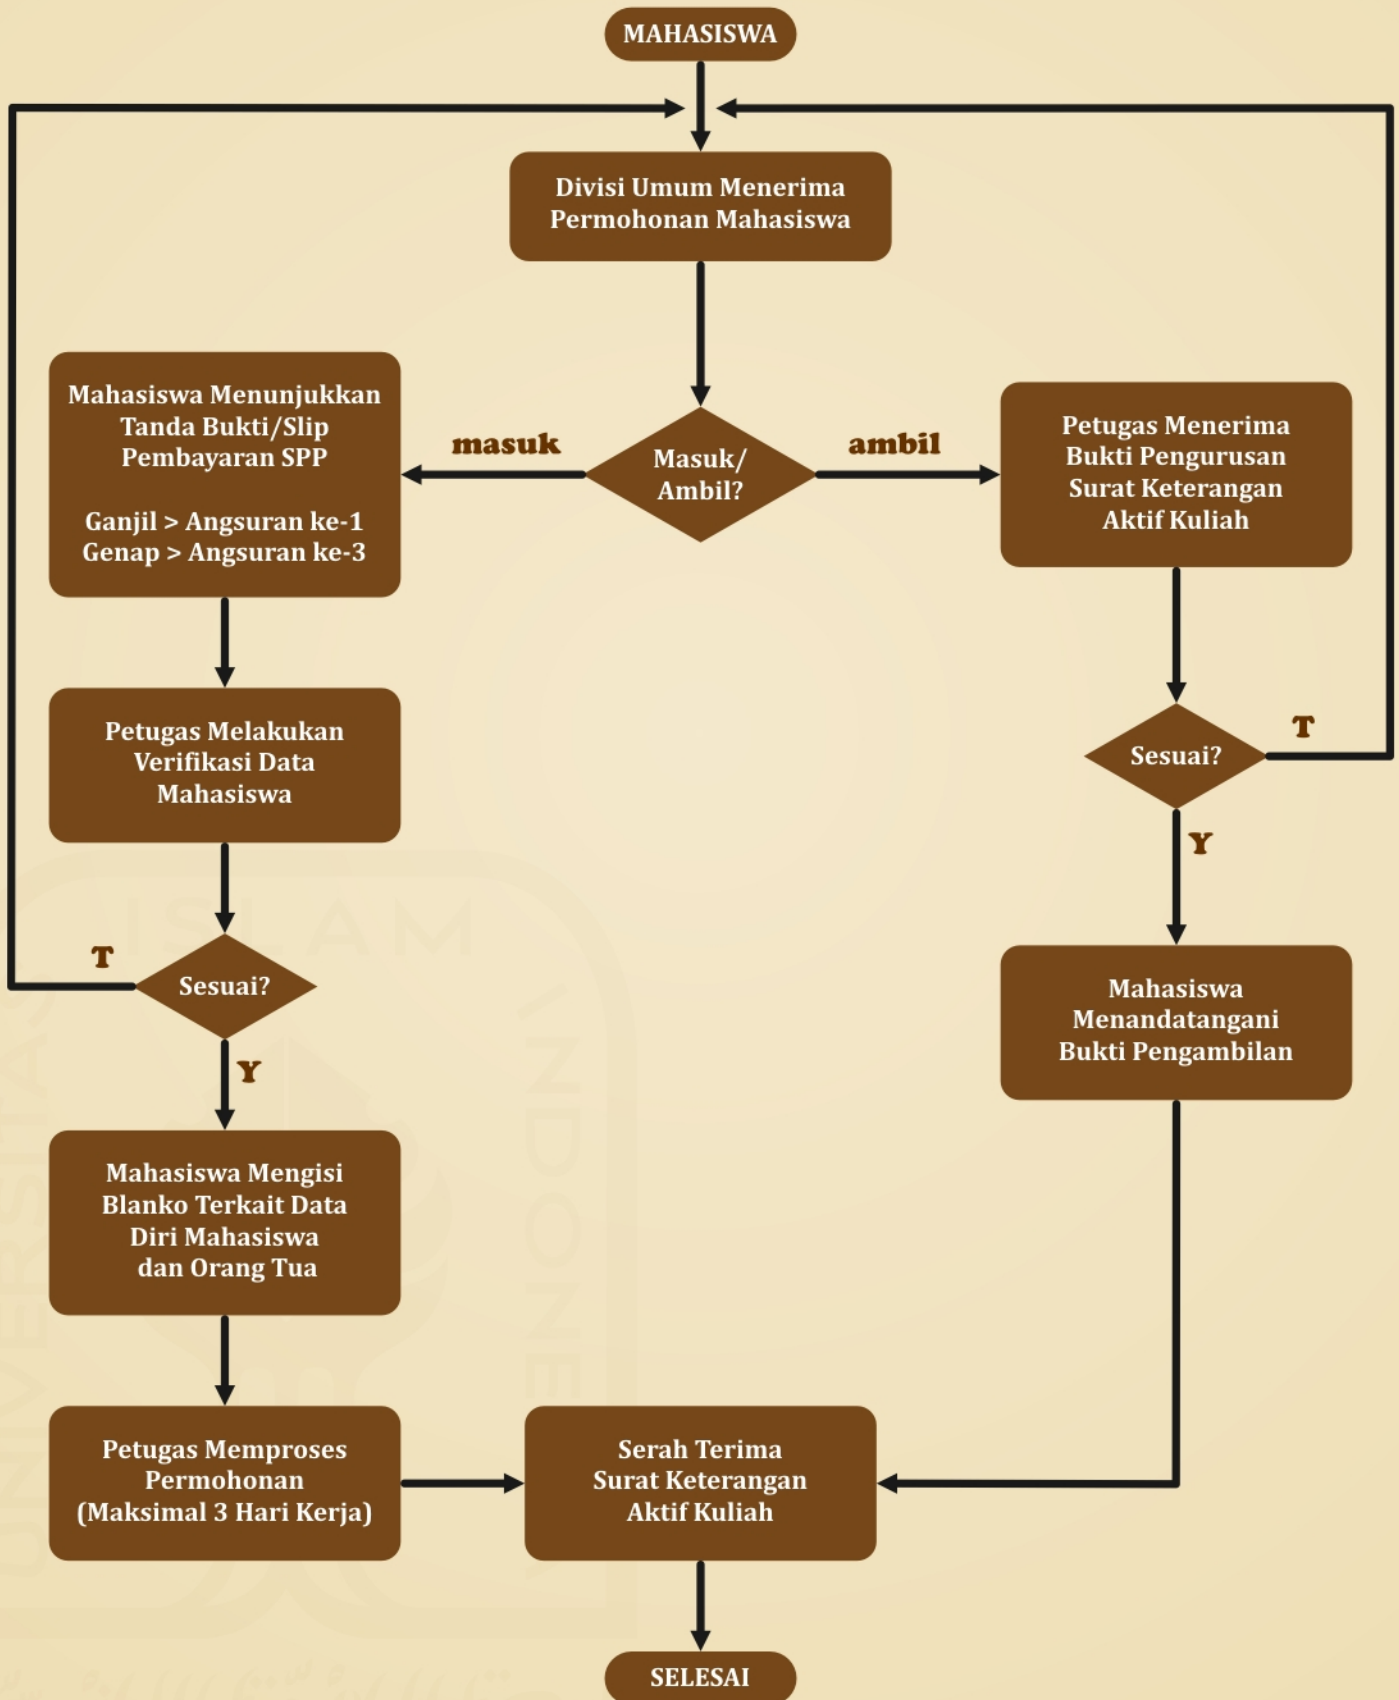 MAHASISWA
Divisi Umum Menerima
Permohonan Mahasiswa
Masuk/
Ambil?
masuk
ambil
Mahasiswa Menunjukkan
Tanda Bukti/Slip
Pembayaran SPP
Ganjil > Angsuran ke-1
Genap > Angsuran ke-3
Petugas Melakukan
Verifikasi Data
Mahasiswa
Sesuai?
T
Y
Mahasiswa Mengisi
Blanko Terkait Data
Diri Mahasiswa
dan Orang Tua
Petugas Memproses
Permohonan
(Maksimal 3 Hari Kerja)
Petugas Menerima
Bukti Pengurusan
Surat Keterangan
Aktif Kuliah
Sesuai?
T
Y
Mahasiswa
Menandatangani
Bukti Pengambilan
Serah Terima
Surat Keterangan
Aktif Kuliah
SELESAI
UNIVERSITAS
ISLAM